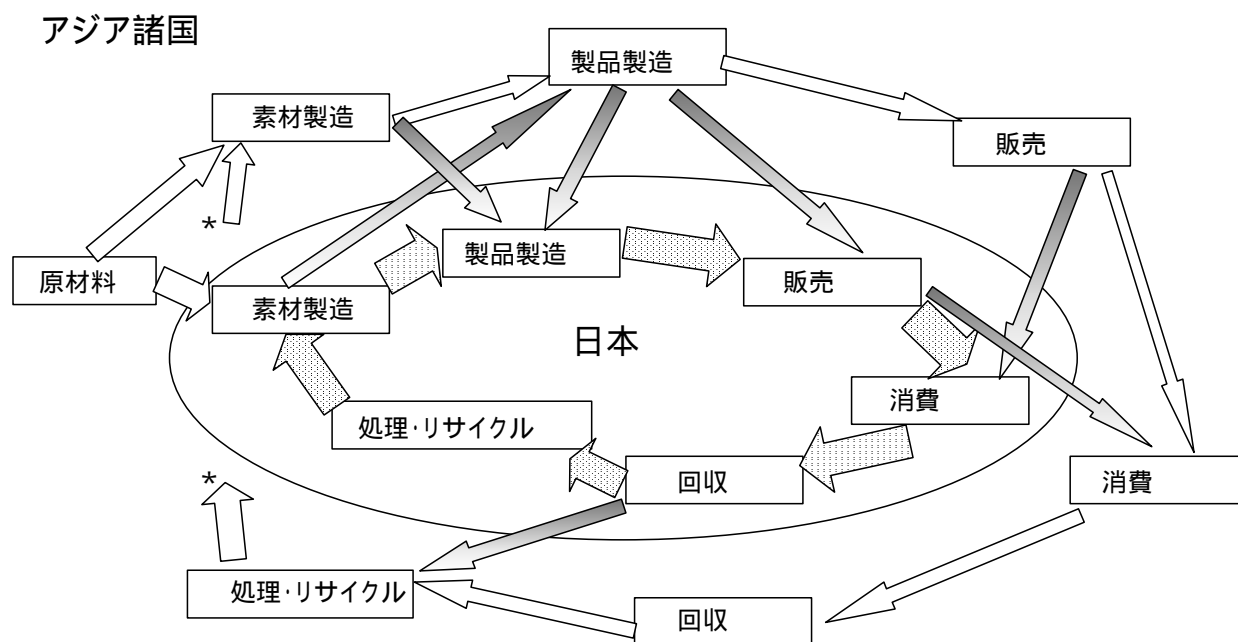 アジア諸国
製品製造
素材製造
販売
*
製品製造
原材料
素材製造
販売
日本
消費
処理・リサイクル
*
回収
消費
処理・リサイクル
回収